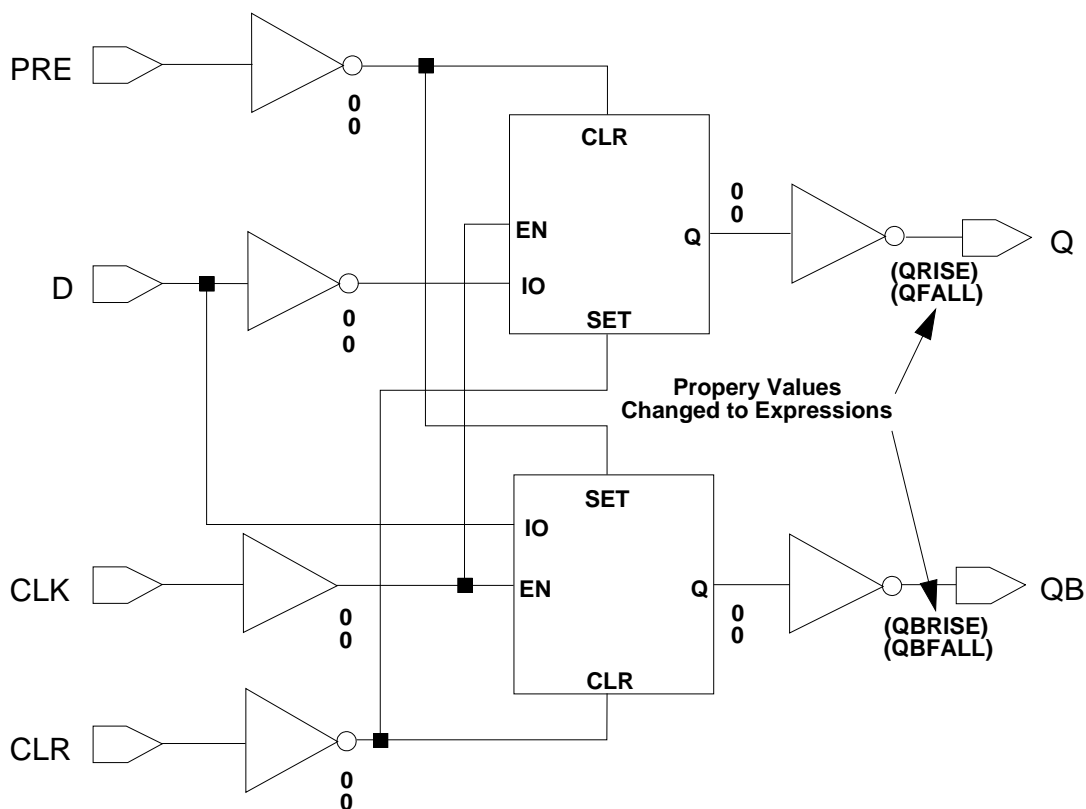 PRE
0
0
CLR
EN
Q
IO
SET
0
0
Q
(QRISE)
(QFALL)
D
0
0
Propery Values
Changed to Expressions
SET
IO
EN
Q
CLR
CLK
0
0
0
0
QB
(QBRISE)
(QBFALL)
CLR
0
0